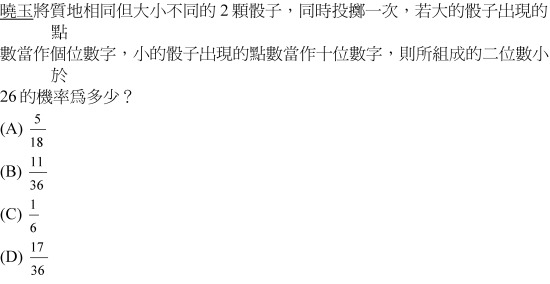 曉玉將質地相同但大小不同的 2 顆骰子，同時投擲一次，若大的骰子出現的
點
數當作個位數字，小的骰子出現的點數當作十位數字，則所組成的二位數小
於
26 的機率爲多少？
(A) 5/18
(B) 11/36
(C) 1/6
(D) 17/36